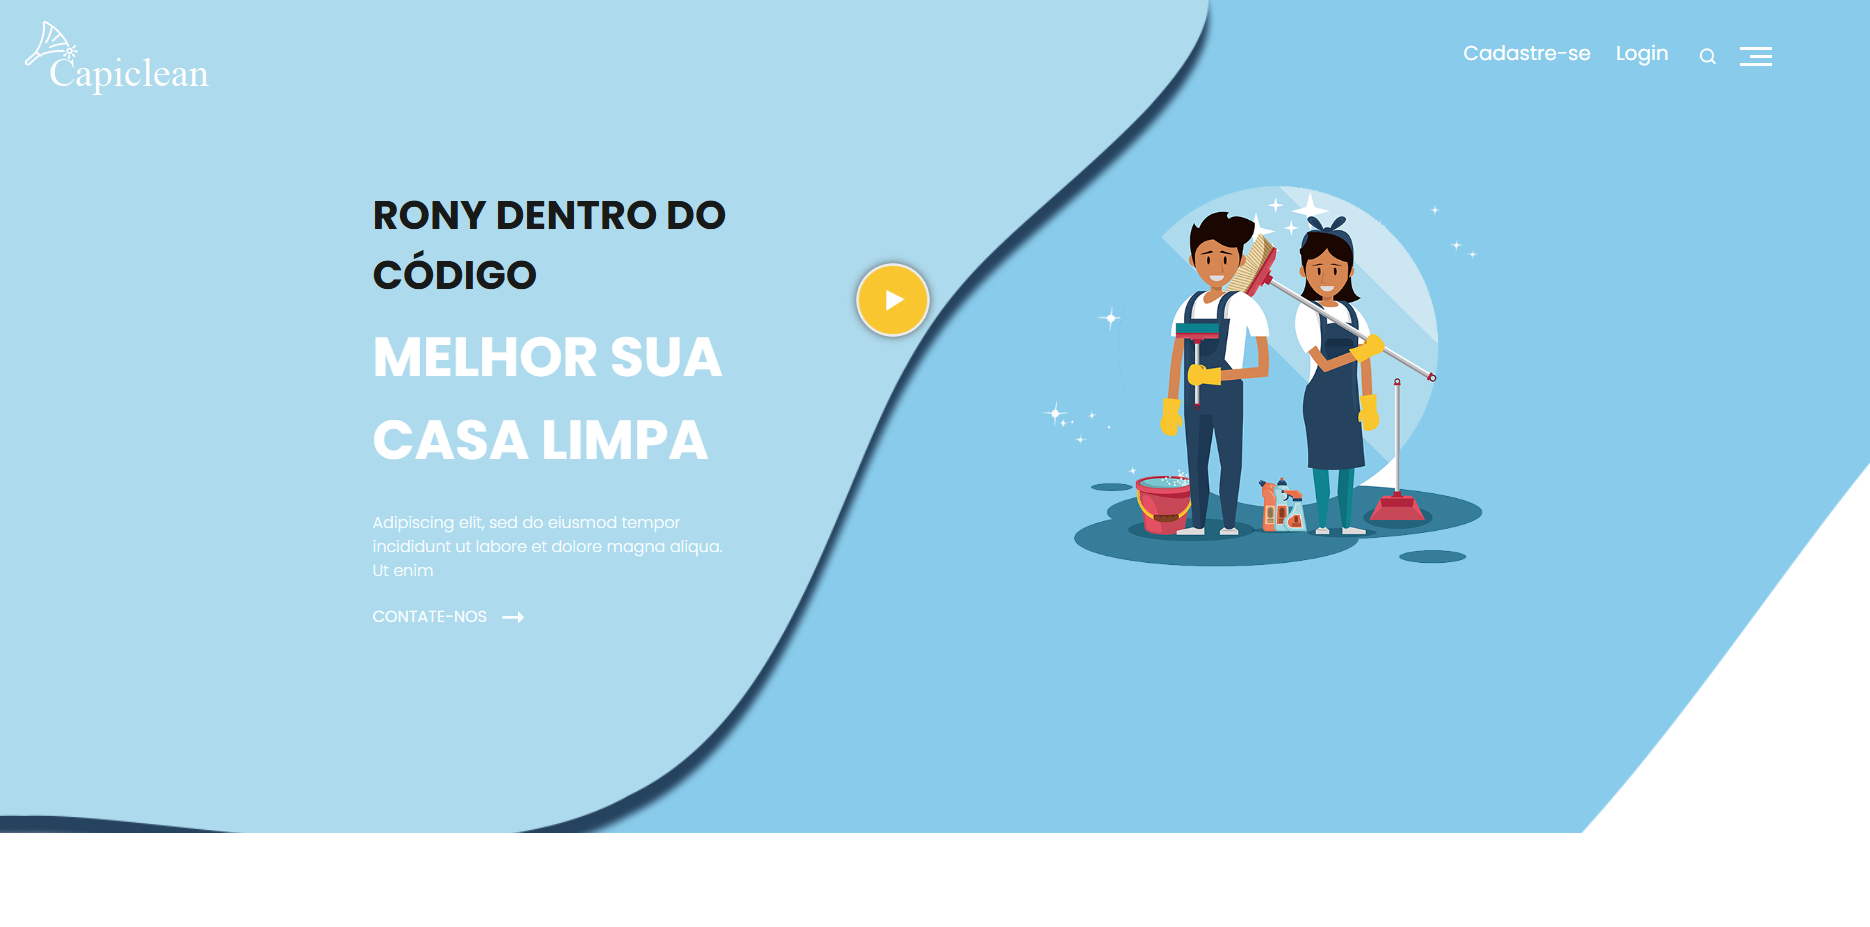 Capiclean
Cadastre-se Login
RONY DENTRO DO
CÓDIGO
MELHOR SUA
CASA LIMPA
Adipiscing elit, sed do eiusmod tempor
incididunt ut labore et dolore magna aliqua.
Ut enim
CONTATE-NOS